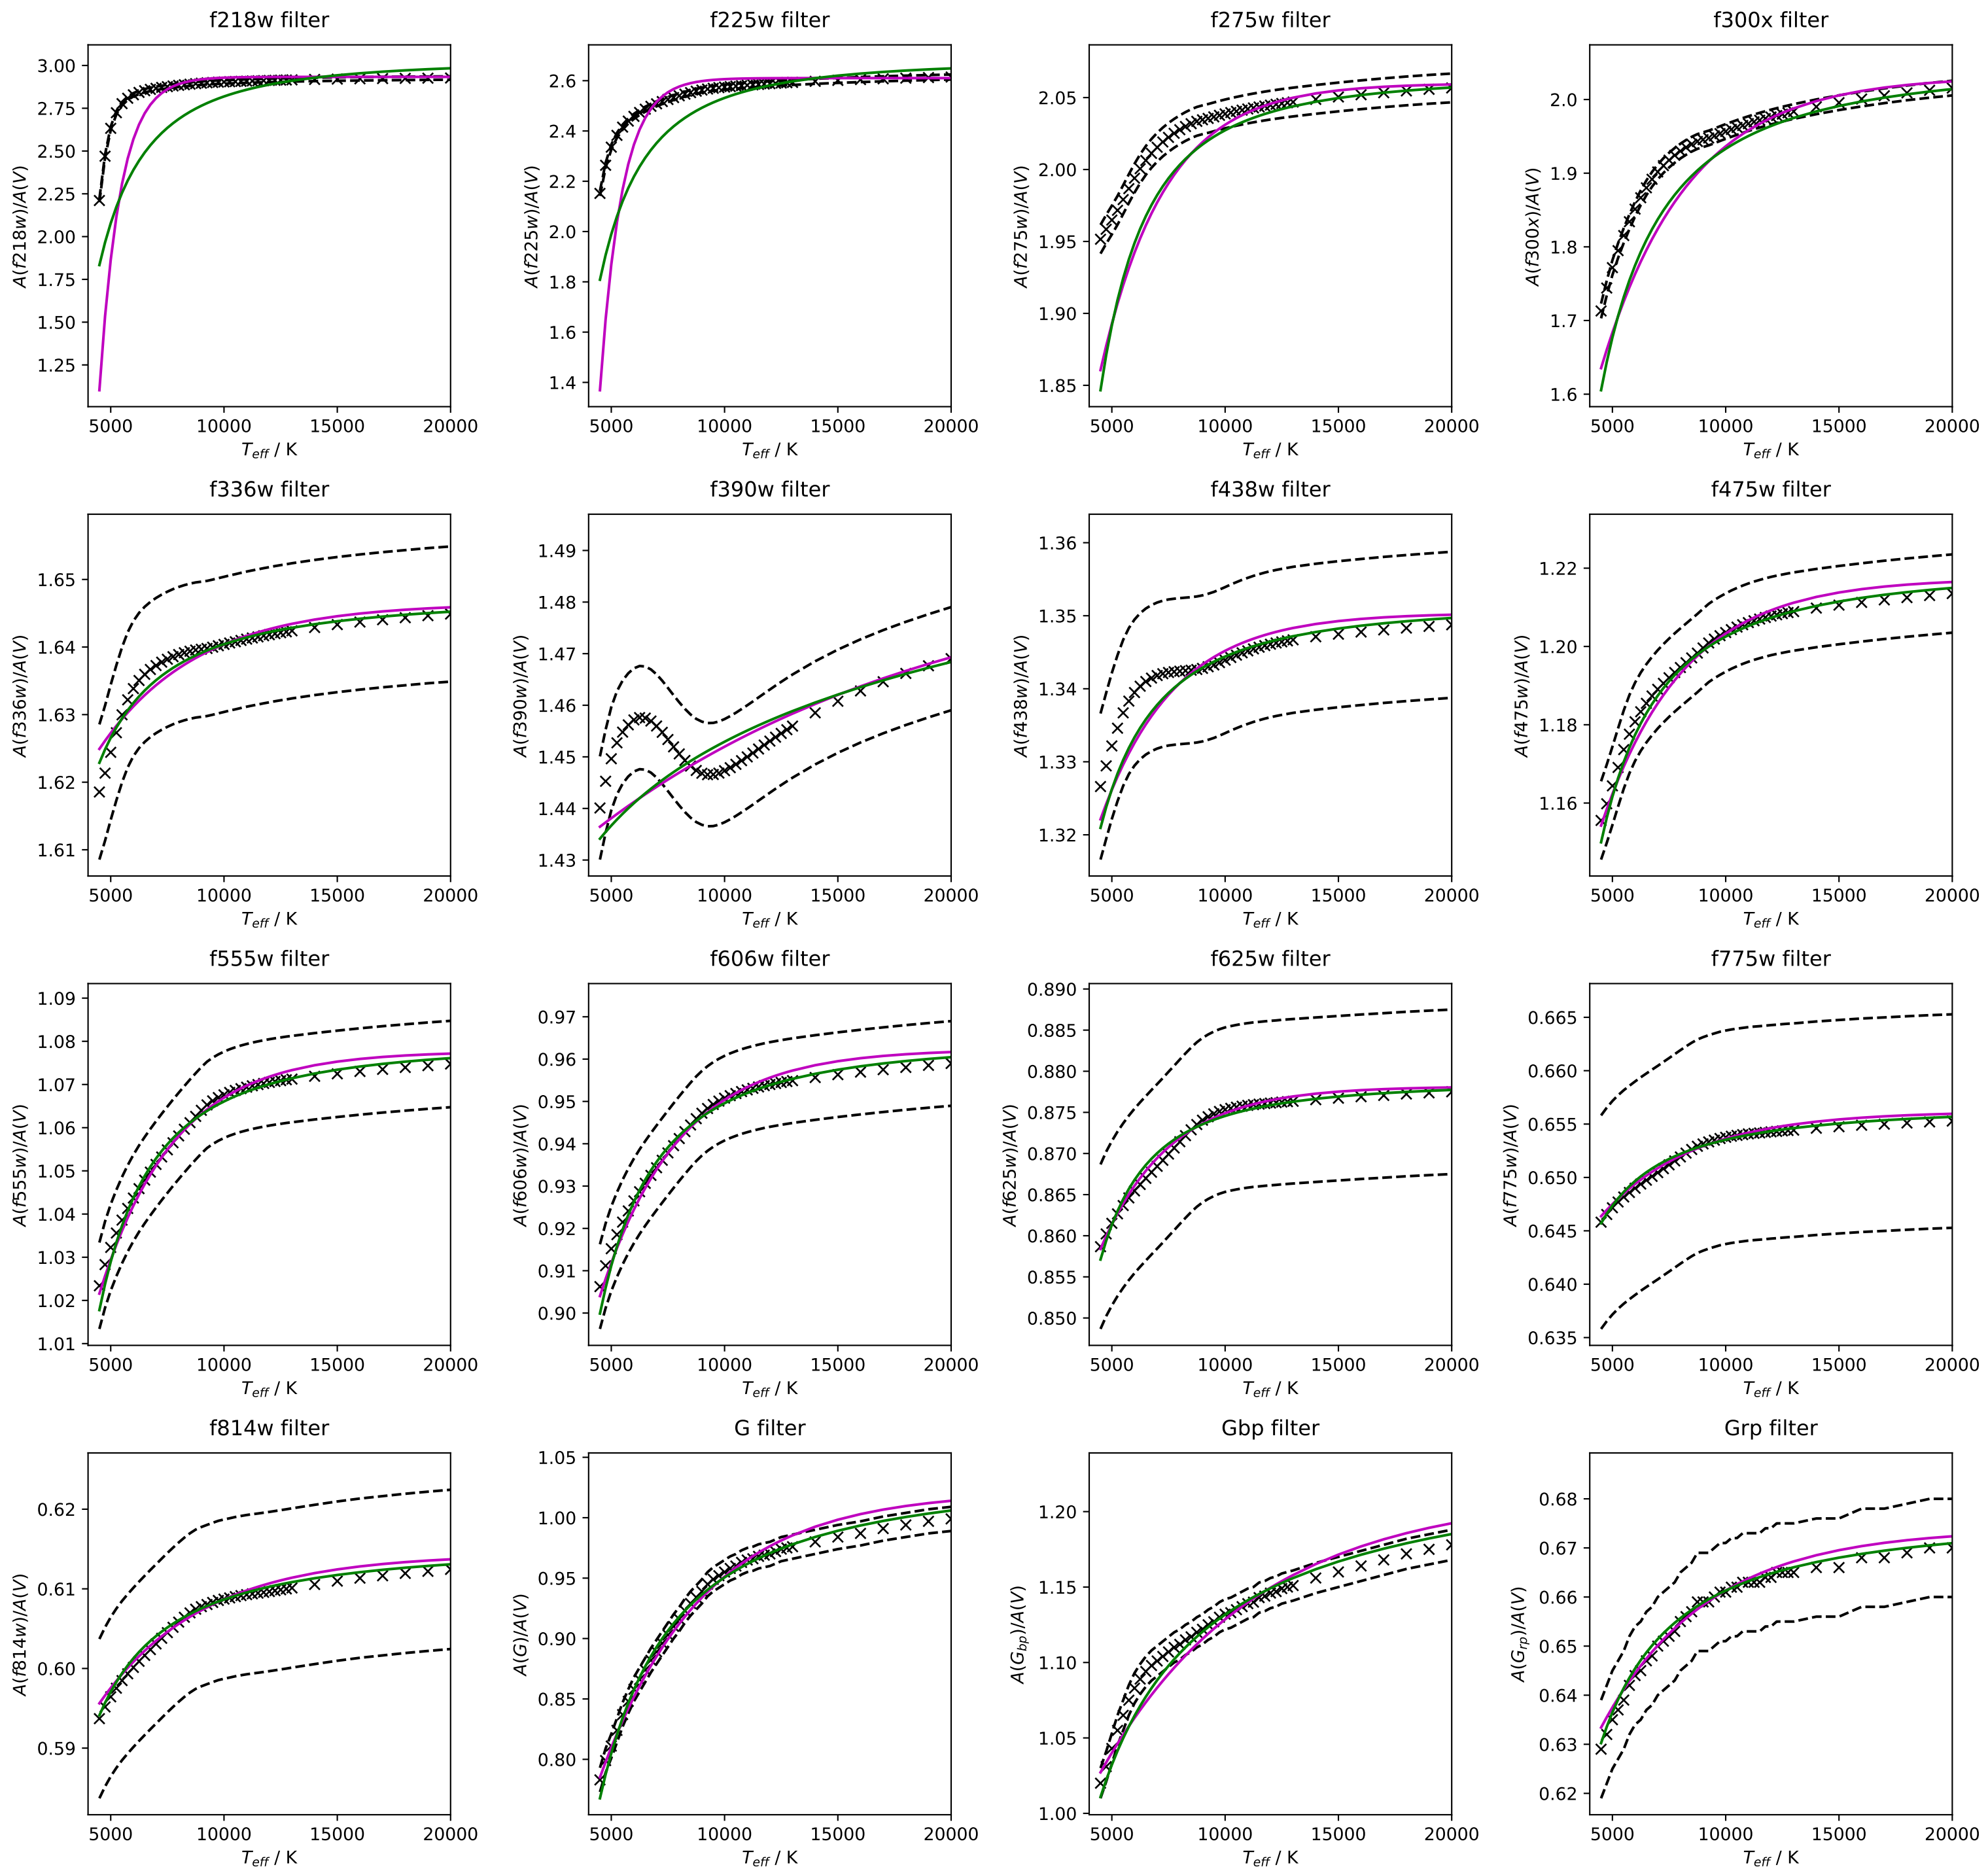 f218w filter
f225w filter
f275w filter
f300x filter
3.00
2.75
2.50
2.25
2.00
1.75
1.50
1.25
A(f218w)/A(V)
5000 10000 15000 20000
T_eff / K
2.6
2.4
2.2
2.0
1.8
1.6
1.4
A(f225w)/A(V)
5000 10000 15000 20000
T_eff / K
2.05
2.00
1.95
1.90
1.85
A(f275w)/A(V)
5000 10000 15000 20000
T_eff / K
2.0
1.9
1.8
1.7
1.6
A(f300x)/A(V)
5000 10000 15000 20000
T_eff / K
f336w filter
f390w filter
f438w filter
f475w filter
1.65
1.64
1.63
1.62
1.61
A(f336w)/A(V)
5000 10000 15000 20000
T_eff / K
1.49
1.48
1.47
1.46
1.45
1.44
1.43
A(f390w)/A(V)
5000 10000 15000 20000
T_eff / K
1.36
1.35
1.34
1.33
1.32
A(f438w)/A(V)
5000 10000 15000 20000
T_eff / K
1.22
1.20
1.18
1.16
A(f475w)/A(V)
5000 10000 15000 20000
T_eff / K
f555w filter
f606w filter
f625w filter
f775w filter
1.09
1.08
1.07
1.06
1.05
1.04
1.03
1.02
1.01
A(f555w)/A(V)
5000 10000 15000 20000
T_eff / K
0.97
0.96
0.95
0.94
0.93
0.92
0.91
0.90
A(f606w)/A(V)
5000 10000 15000 20000
T_eff / K
0.890
0.885
0.880
0.875
0.870
0.865
0.860
0.855
0.850
A(f625w)/A(V)
5000 10000 15000 20000
T_eff / K
0.665
0.660
0.655
0.650
0.645
0.640
0.635
A(f775w)/A(V)
5000 10000 15000 20000
T_eff / K
f814w filter
G filter
Gbp filter
Grp filter
0.62
0.61
0.60
0.59
A(f814w)/A(V)
5000 10000 15000 20000
T_eff / K
1.05
1.00
0.95
0.90
0.85
0.80
A(G)/A(V)
5000 10000 15000 20000
T_eff / K
1.20
1.15
1.10
1.05
1.00
A(G_bp)/A(V)
5000 10000 15000 20000
T_eff / K
0.68
0.67
0.66
0.65
0.64
0.63
0.62
A(G_rp)/A(V)
5000 10000 15000 20000
T_eff / K